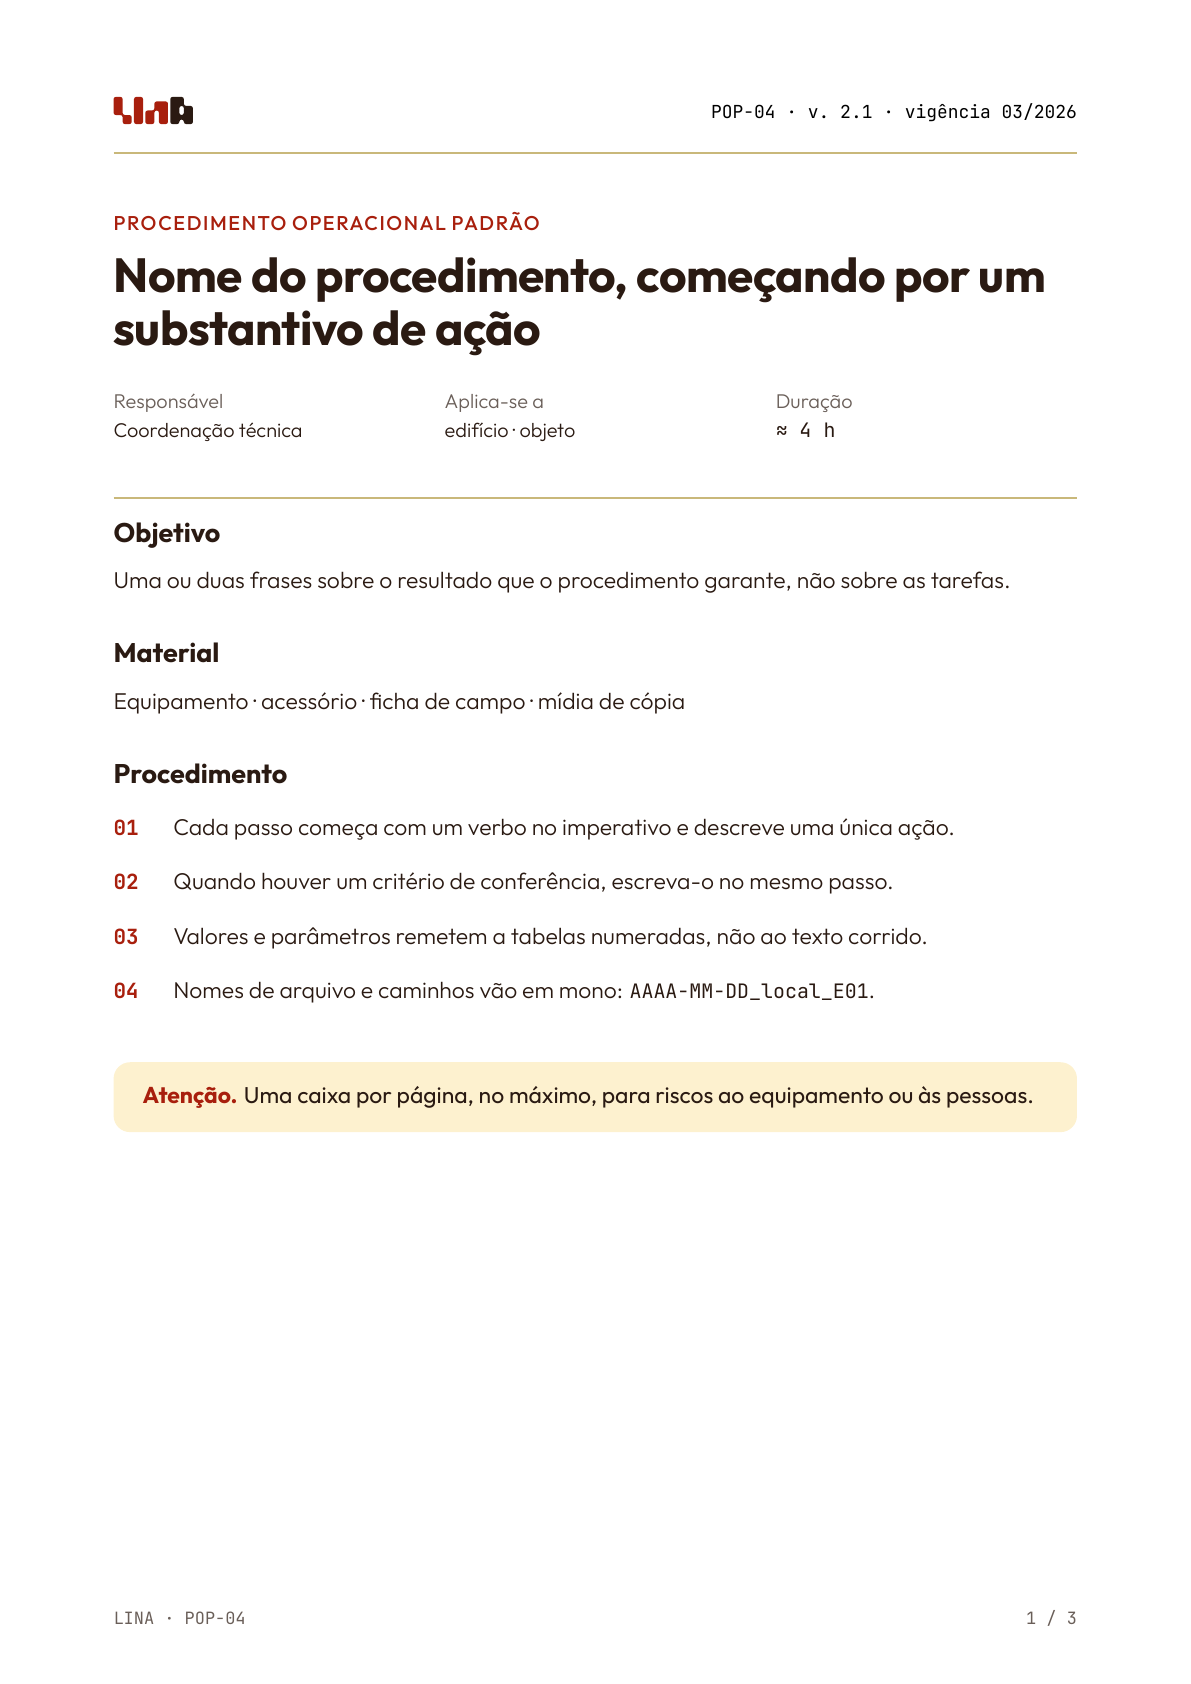 LINA
POP-04 · v. 2.1 · vigência 03/2026
PROCEDIMENTO OPERACIONAL PADRÃO
Nome do procedimento, começando por um
substantivo de ação
Responsável
Coordenação técnica
Aplica-se a
edifício · objeto
Duração
≈ 4 h
Objetivo
Uma ou duas frases sobre o resultado que o procedimento garante, não sobre as tarefas.
Material
Equipamento · acessório · ficha de campo · mídia de cópia
Procedimento
01 Cada passo começa com um verbo no imperativo e descreve uma única ação.
02 Quando houver um critério de conferência, escreva-o no mesmo passo.
03 Valores e parâmetros remetem a tabelas numeradas, não ao texto corrido.
04 Nomes de arquivo e caminhos vão em mono: AAAA-MM-DD_local_E01.
Atenção. Uma caixa por página, no máximo, para riscos ao equipamento ou às pessoas.
LINA · POP-04
1 / 3